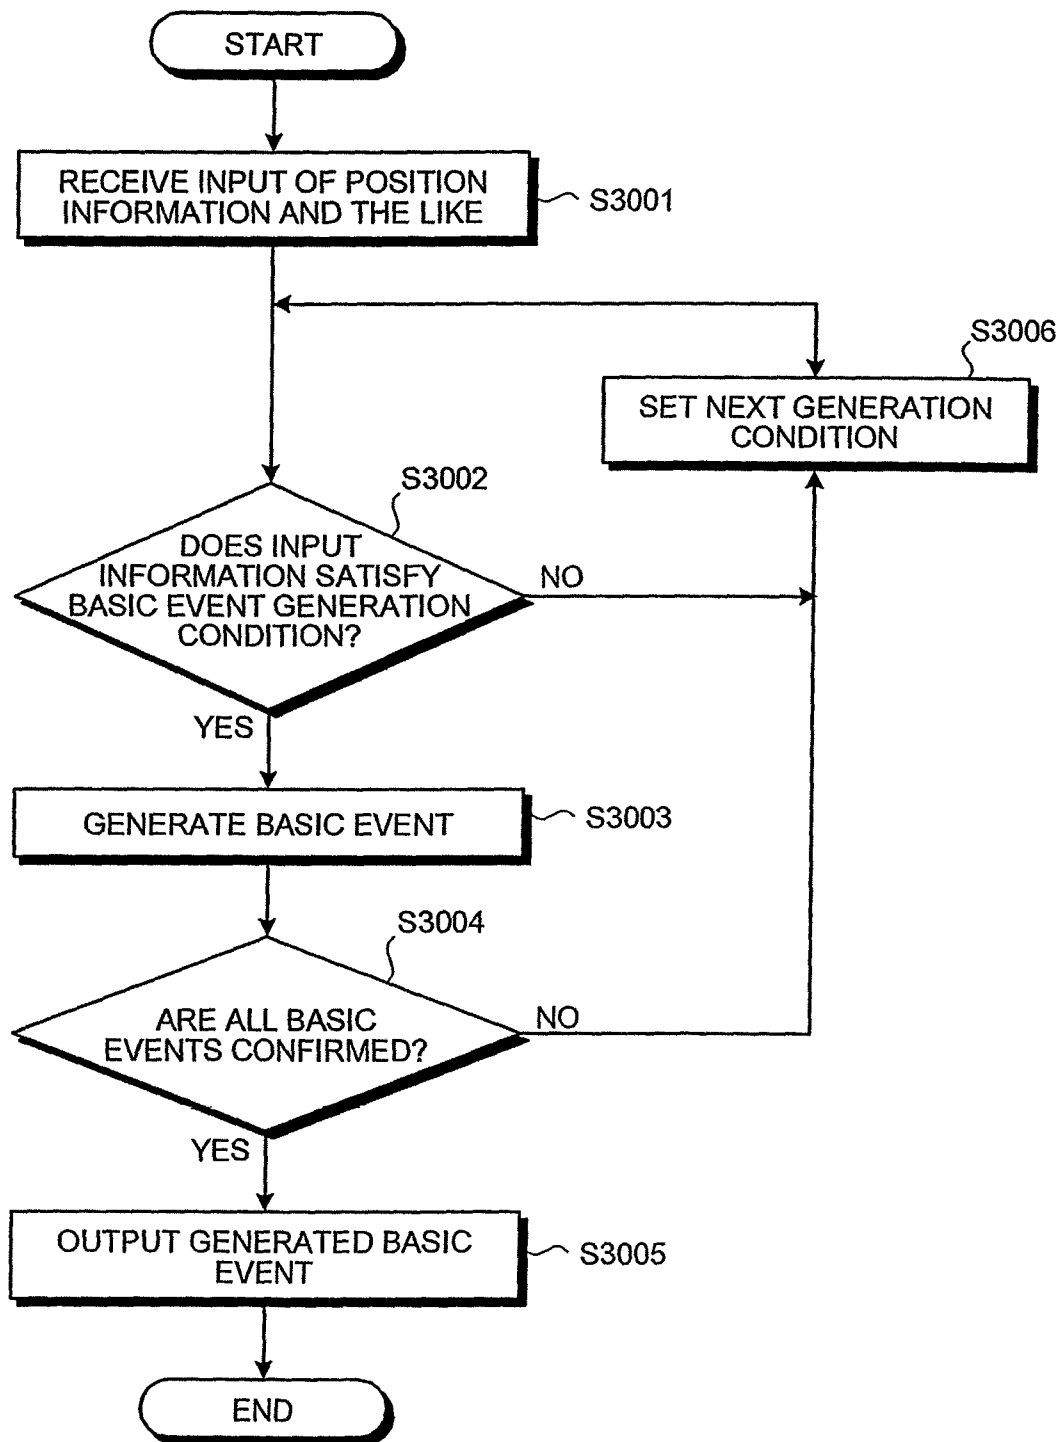 START
RECEIVE INPUT OF POSITION
INFORMATION AND THE LIKE
S3001
S3006
SET NEXT GENERATION
CONDITION
S3002
DOES INPUT
INFORMATION SATISFY
BASIC EVENT GENERATION
CONDITION?
NO
YES
GENERATE BASIC EVENT
S3003
S3004
ARE ALL BASIC
EVENTS CONFIRMED?
NO
YES
OUTPUT GENERATED BASIC
EVENT
S3005
END